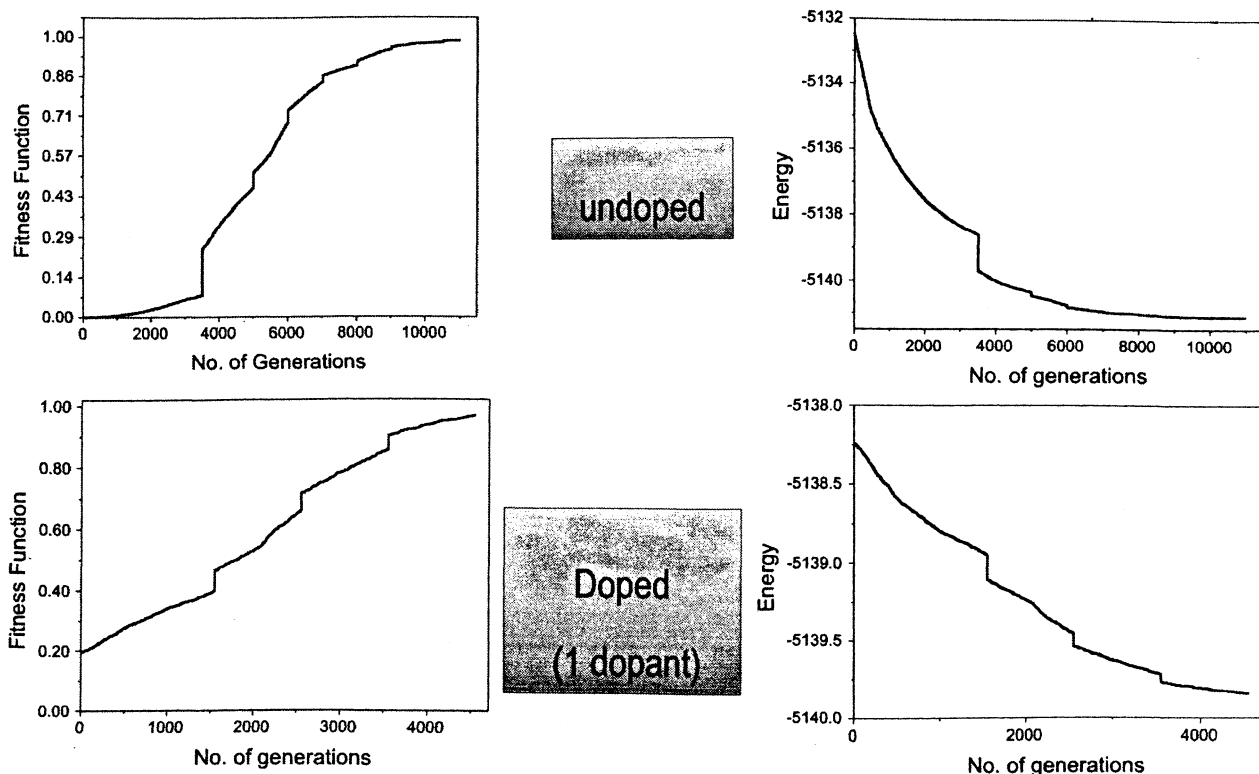 1.00
0.86
0.71
0.57
0.43
0.29
0.14
0.00
Fitness Function
0 2000 4000 6000 8000 10000
No. of Generations
undoped
-5132
-5134
-5136
-5138
-5140
Energy
0 2000 4000 6000 8000 10000
No. of generations
1.00
0.80
0.60
0.40
0.20
0.00
Fitness Function
0 1000 2000 3000 4000
No. of generations
Doped
(1 dopant)
-5138.0
-5138.5
-5139.0
-5139.5
-5140.0
Energy
0 2000 4000
No. of generations